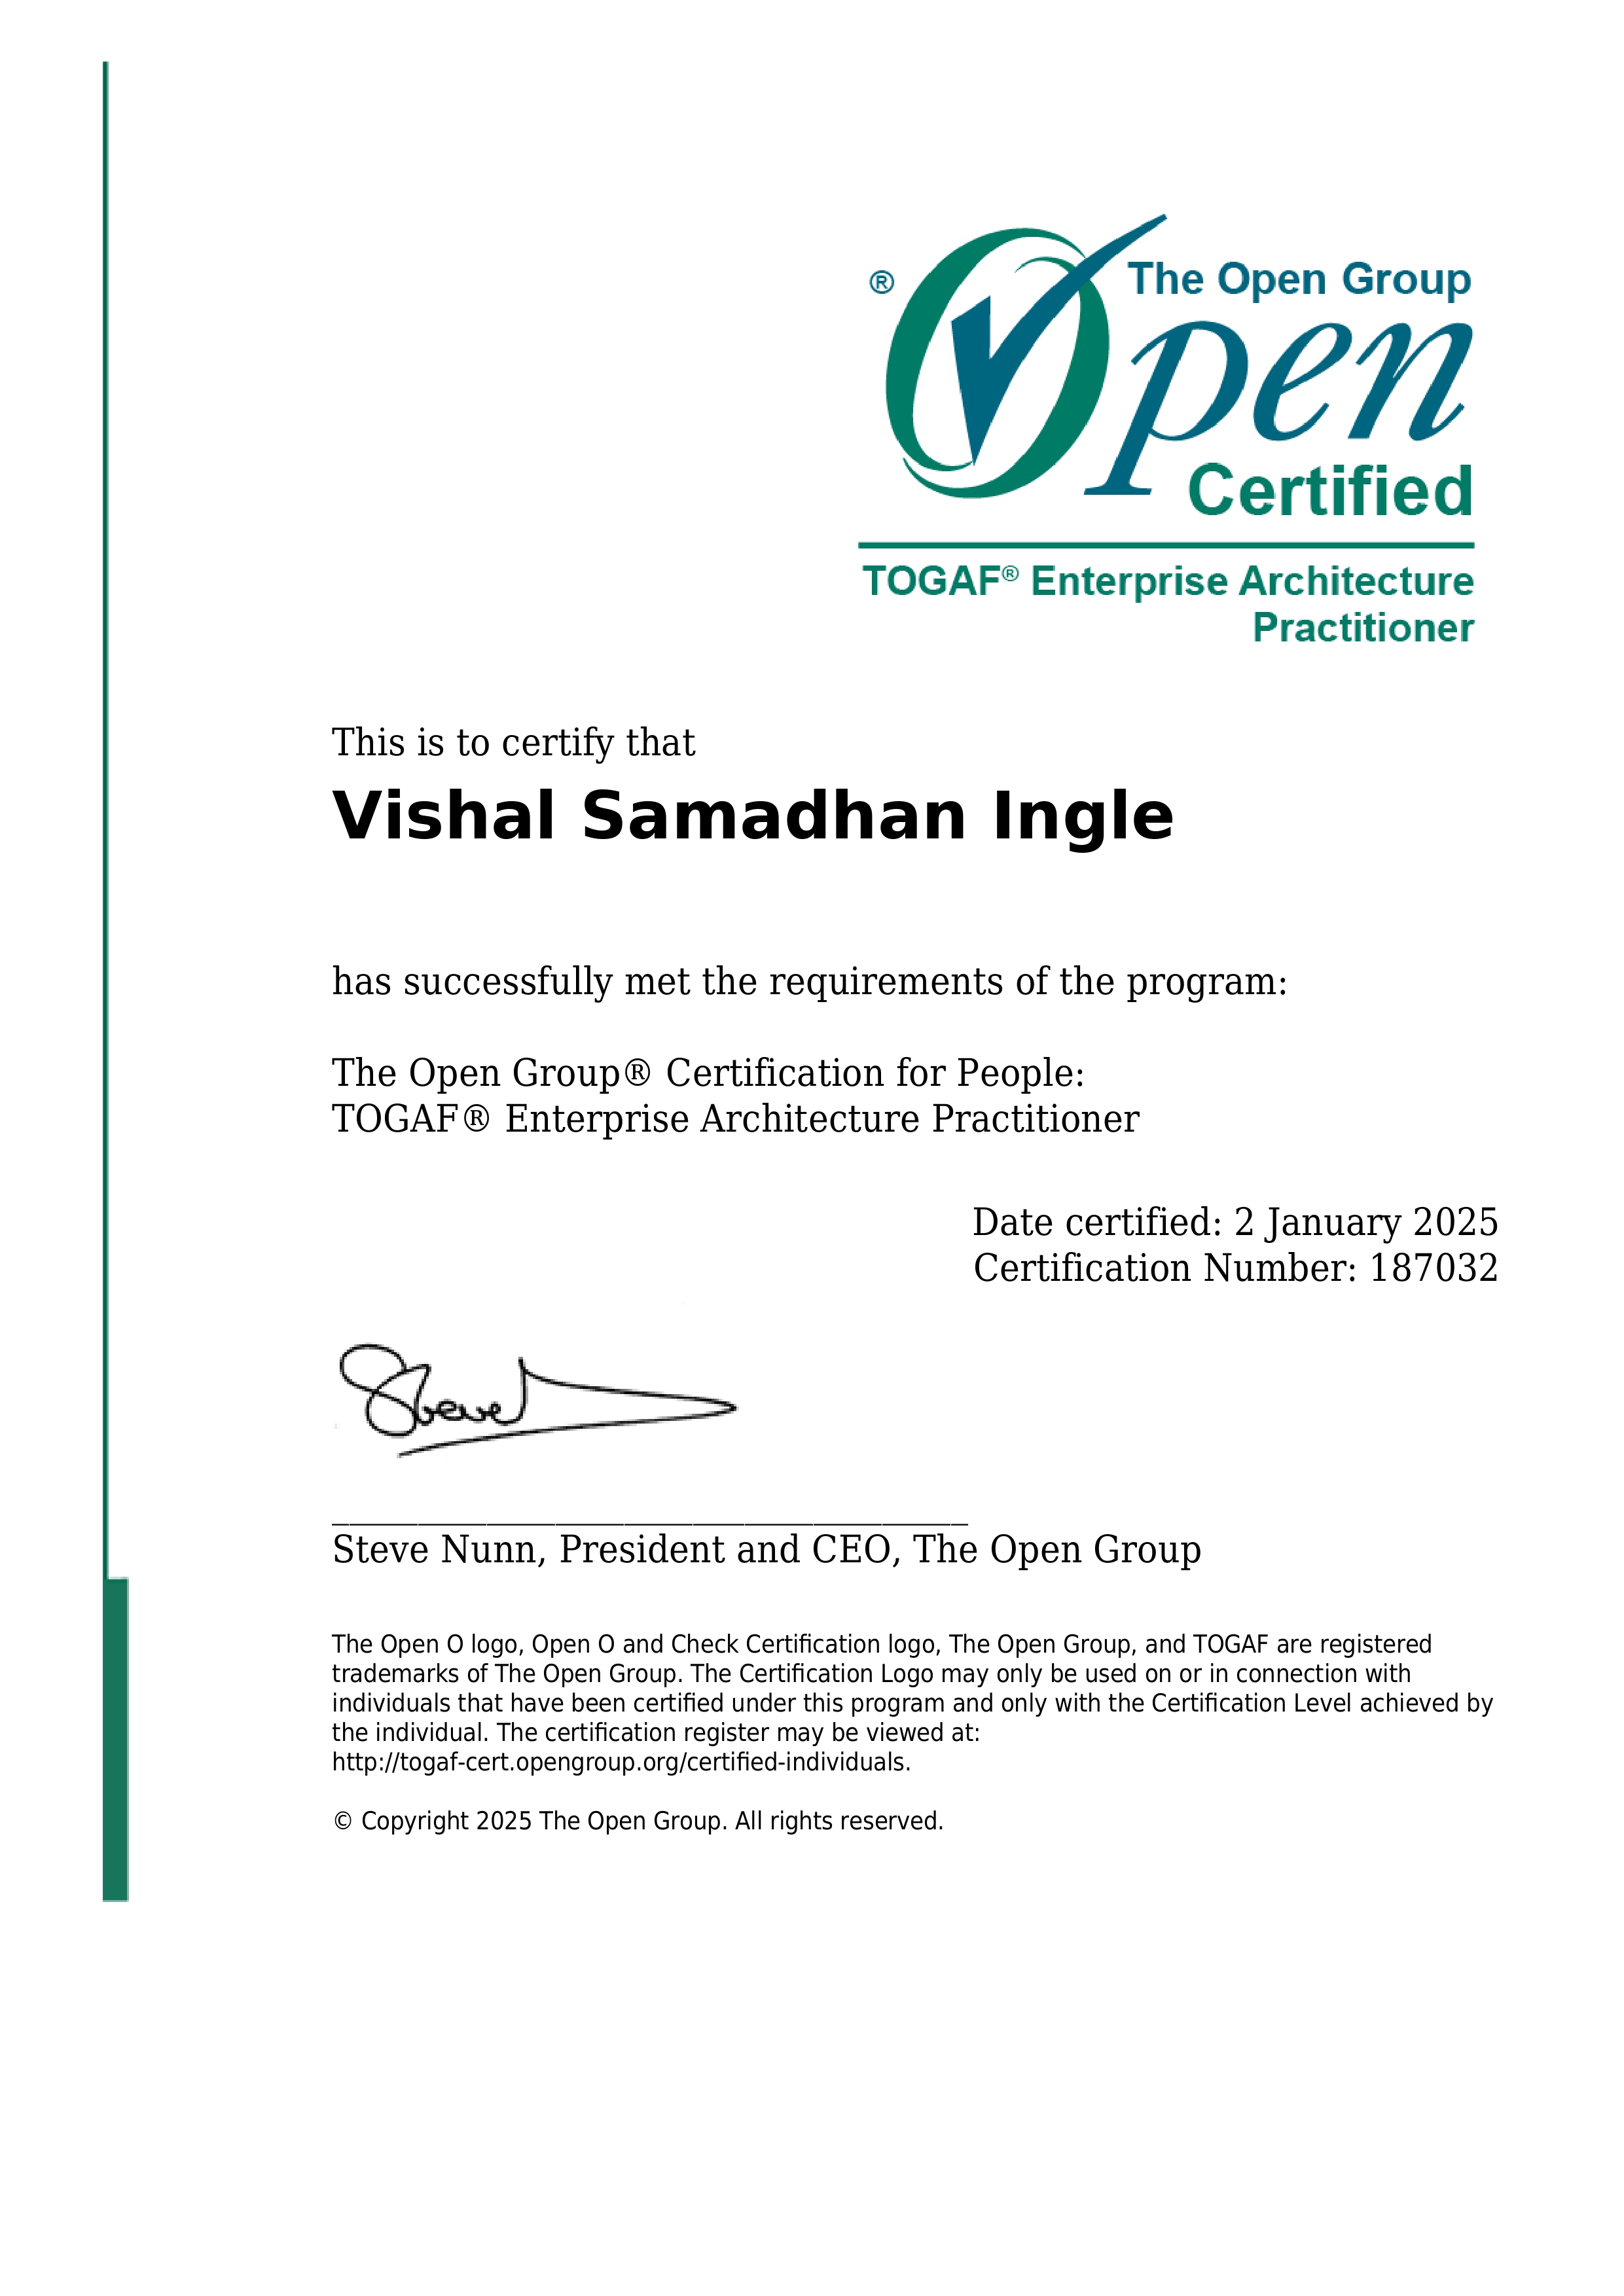 ®
The Open Group
Open
Certified
TOGAF® Enterprise Architecture
Practitioner
This is to certify that
Vishal Samadhan Ingle
has successfully met the requirements of the program:
The Open Group® Certification for People:
TOGAF® Enterprise Architecture Practitioner
Date certified: 2 January 2025
Certification Number: 187032
Steve
Steve Nunn, President and CEO, The Open Group
The Open O logo, Open O and Check Certification logo, The Open Group, and TOGAF are registered
trademarks of The Open Group. The Certification Logo may only be used on or in connection with
individuals that have been certified under this program and only with the Certification Level achieved by
the individual. The certification register may be viewed at:
http://togaf-cert.opengroup.org/certified-individuals.
© Copyright 2025 The Open Group. All rights reserved.